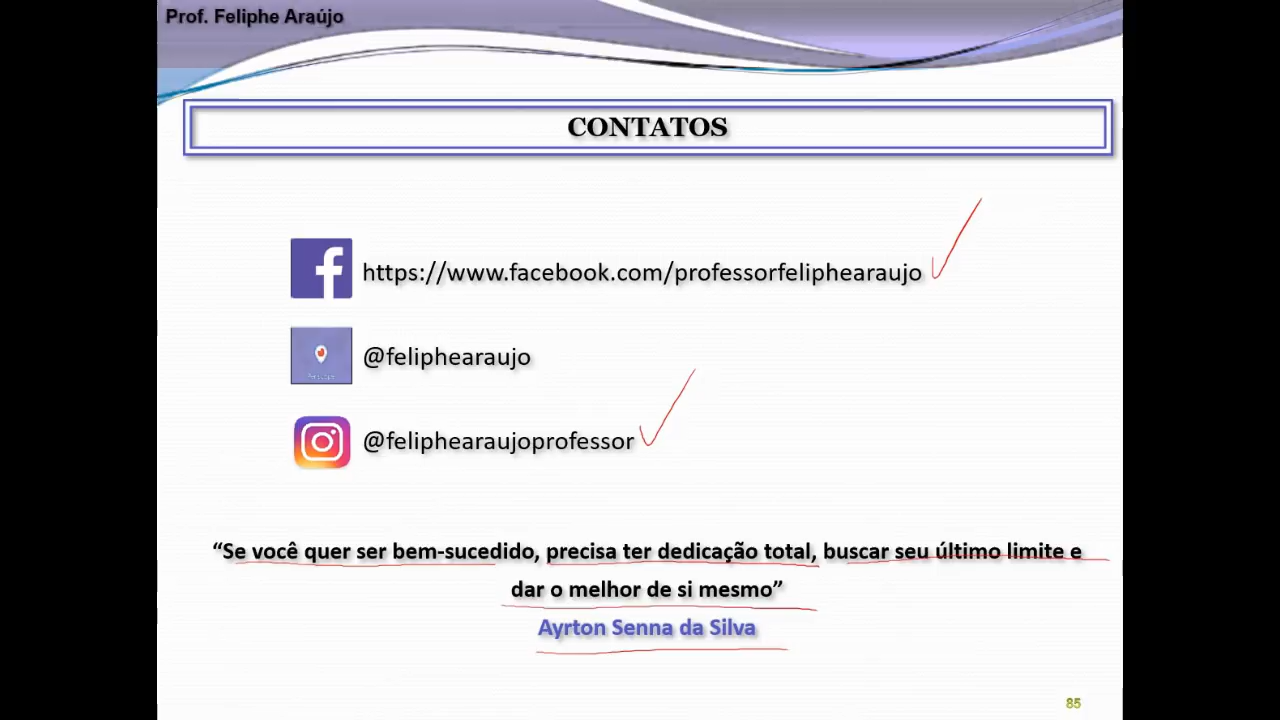 Prof. Feliphe Araújo
CONTATOS
https://www.facebook.com/professorfeliphearaujo
@feliphearaujo
@feliphearaujoprofessor
“Se você quer ser bem-sucedido, precisa ter dedicação total, buscar seu último limite e
dar o melhor de si mesmo”
Ayrton Senna da Silva
85